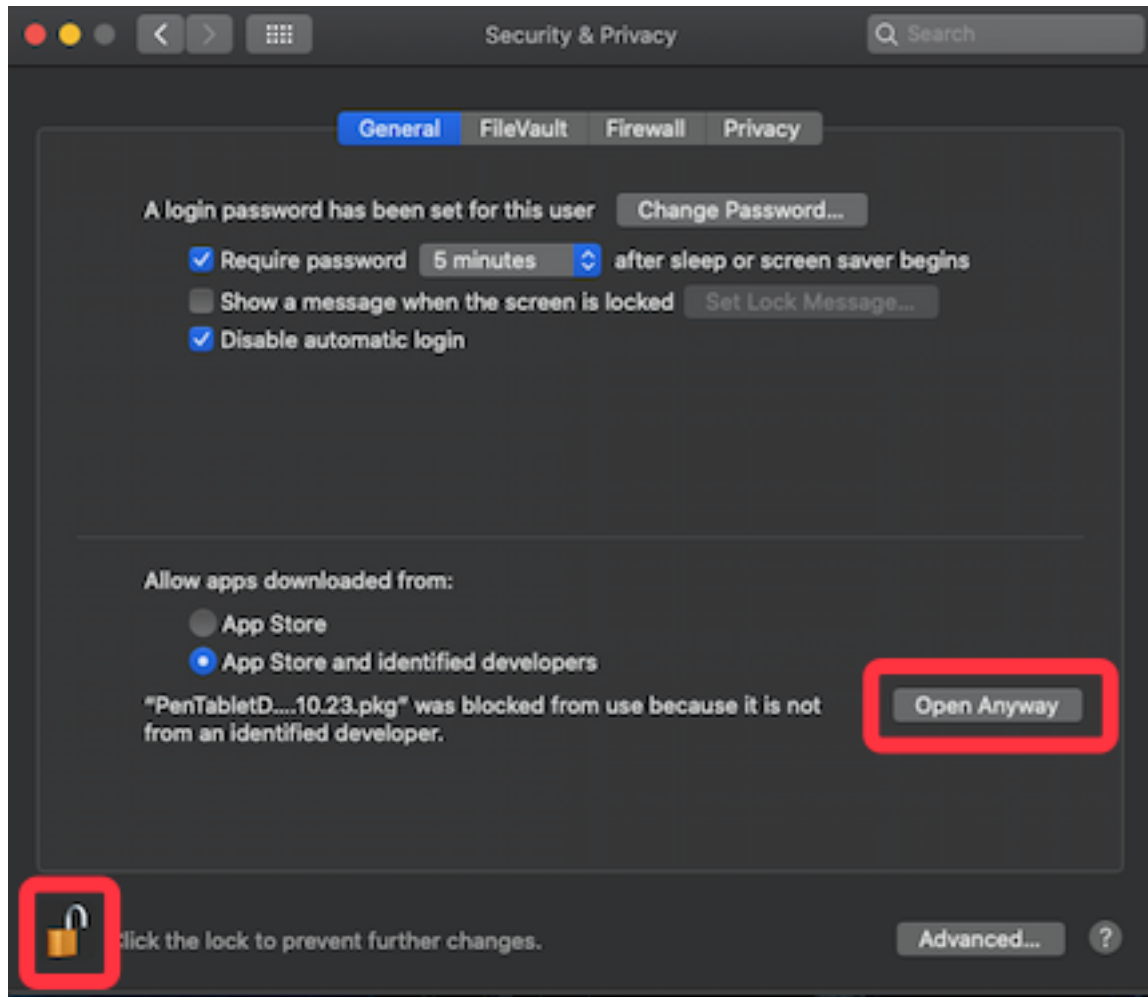 Security & Privacy
Search
General FileVault Firewall Privacy
A login password has been set for this user Change Password...
Require password 5 minutes after sleep or screen saver begins
Show a message when the screen is locked Set Lock Message...
Disable automatic login
Allow apps downloaded from:
App Store
App Store and identified developers
“PenTabletD....10.23.pkg” was blocked from use because it is not
from an identified developer.
Open Anyway
Click the lock to prevent further changes.
Advanced... ?